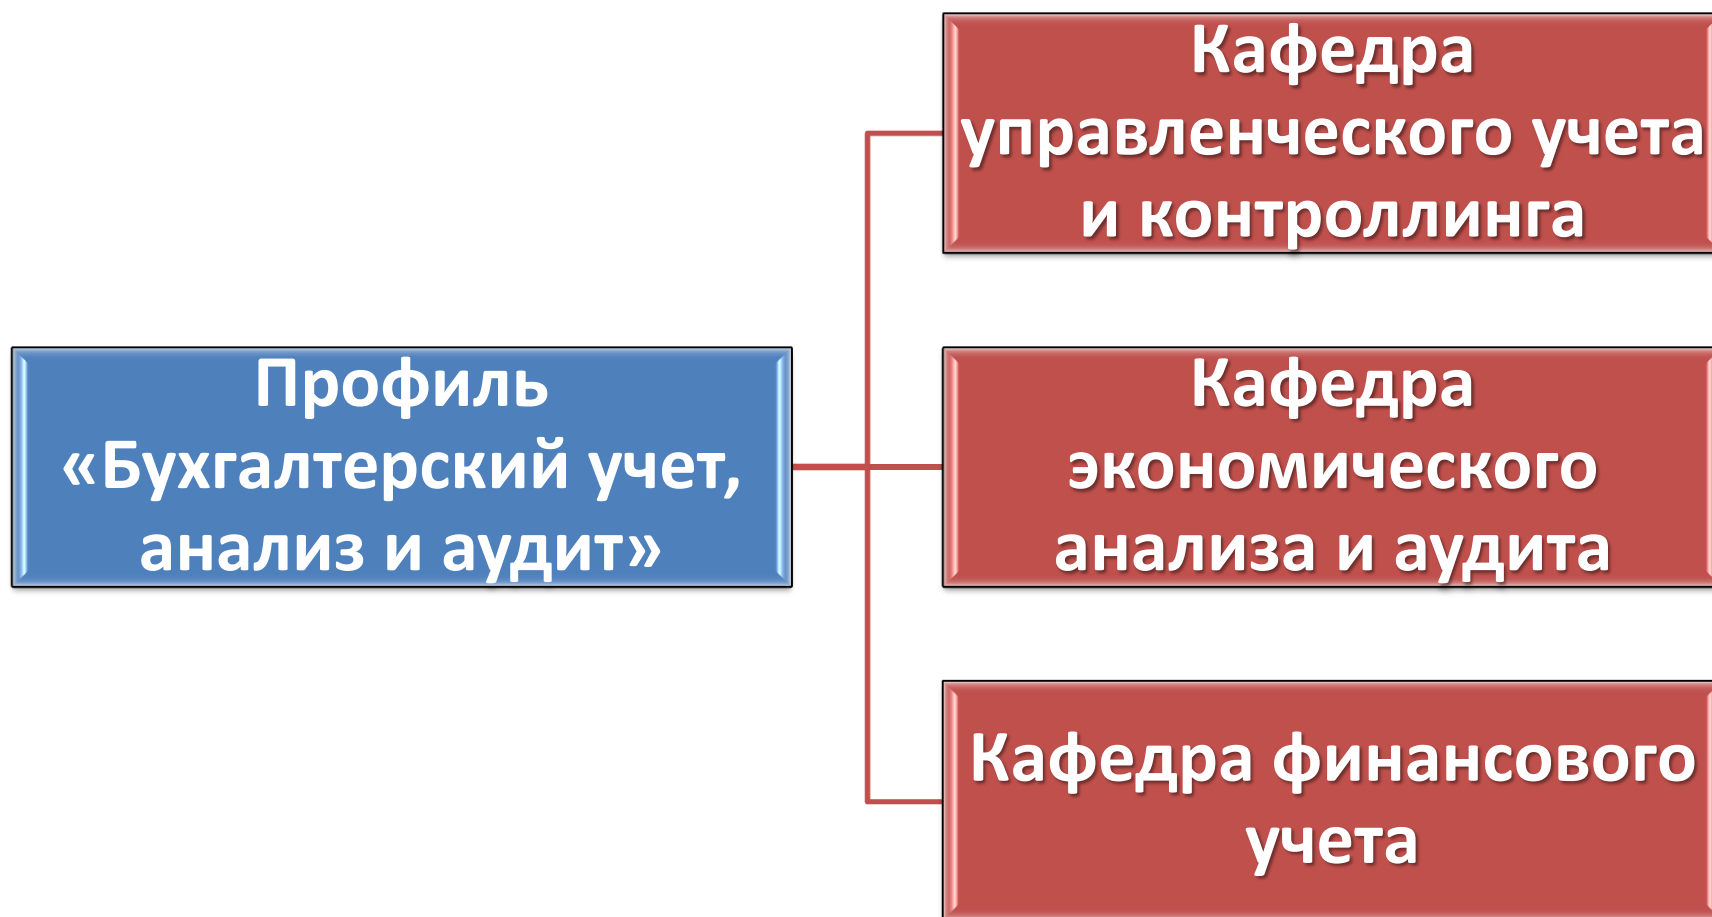 Кафедра
управленческого учета
и контроллинга
Профиль
«Бухгалтерский учет,
анализ и аудит»
Кафедра
экономического
анализа и аудита
Кафедра финансового
учета